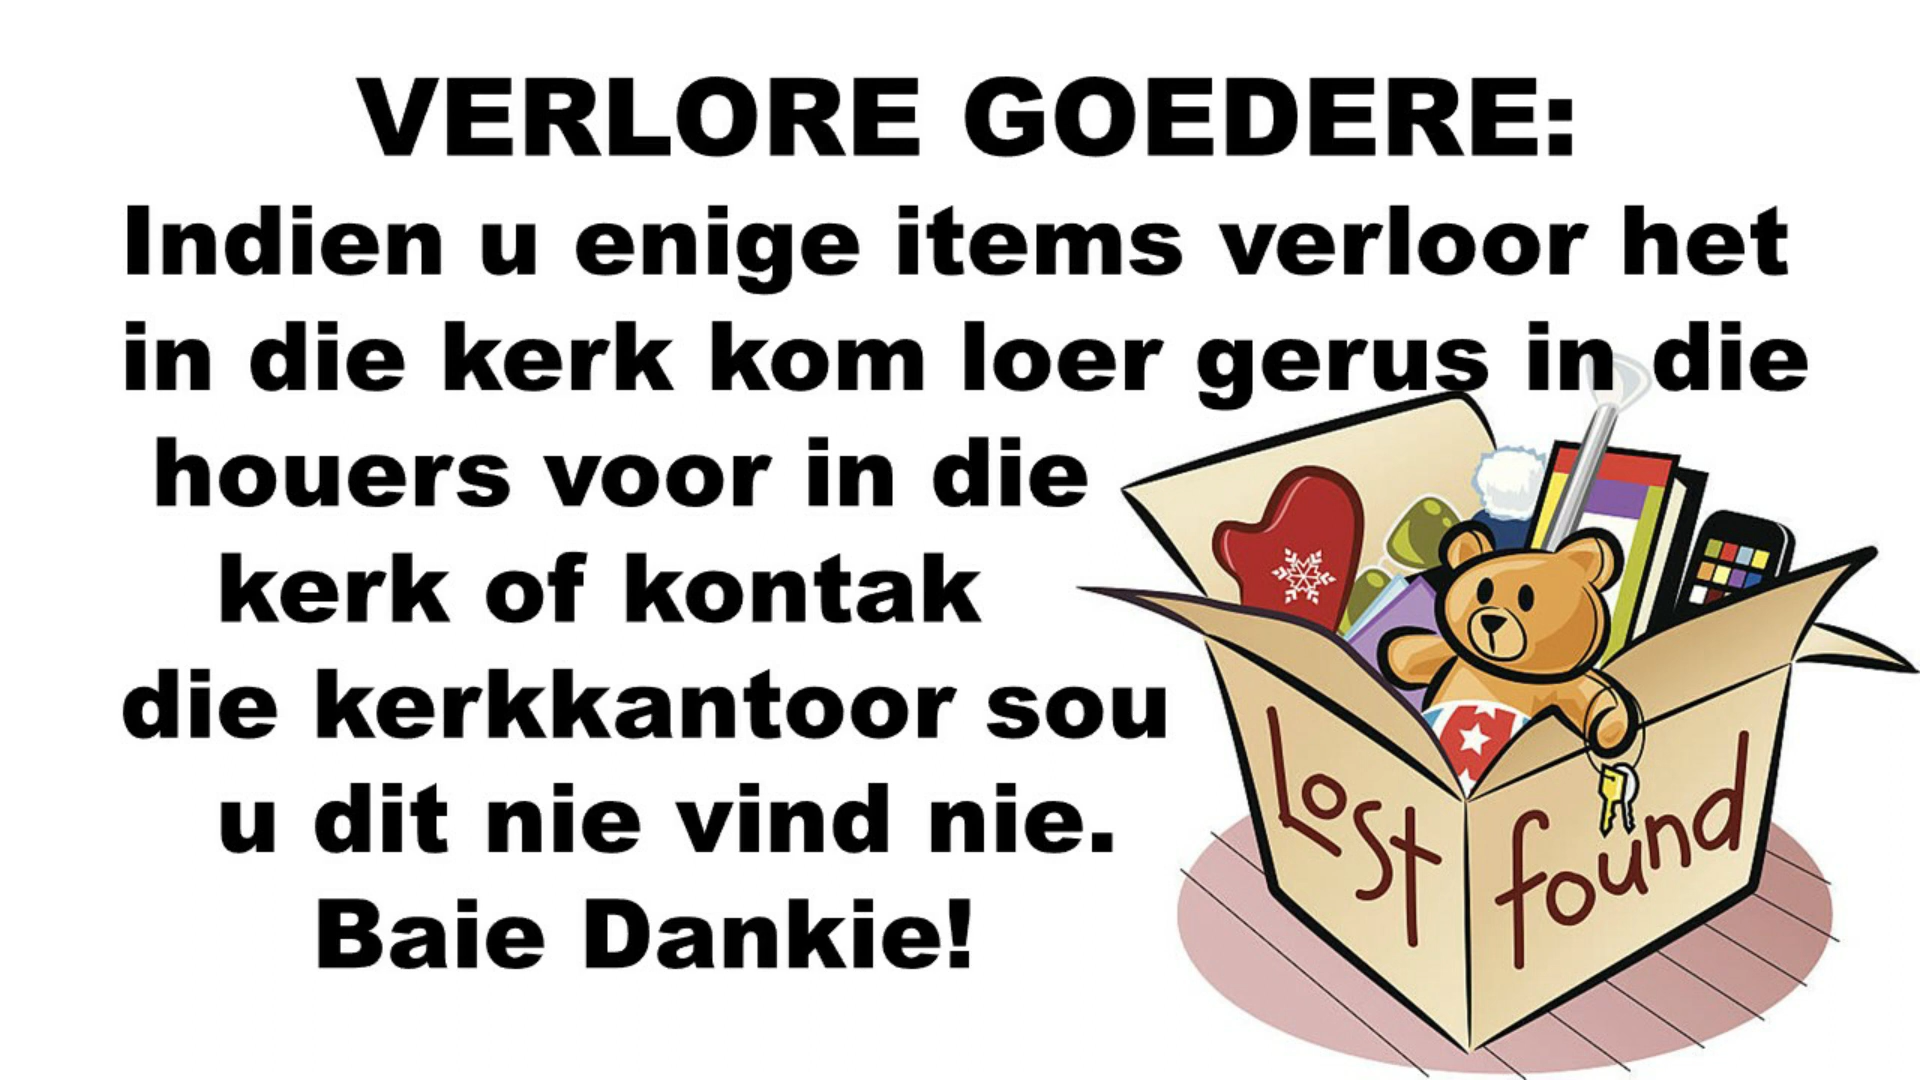 VERLORE GOEDERE:
Indien u enige items verloor het
in die kerk kom loer gerus in die
houers voor in die
kerk of kontak
die kerkkantoor sou
u dit nie vind nie.
Baie Dankie!
Lost
found